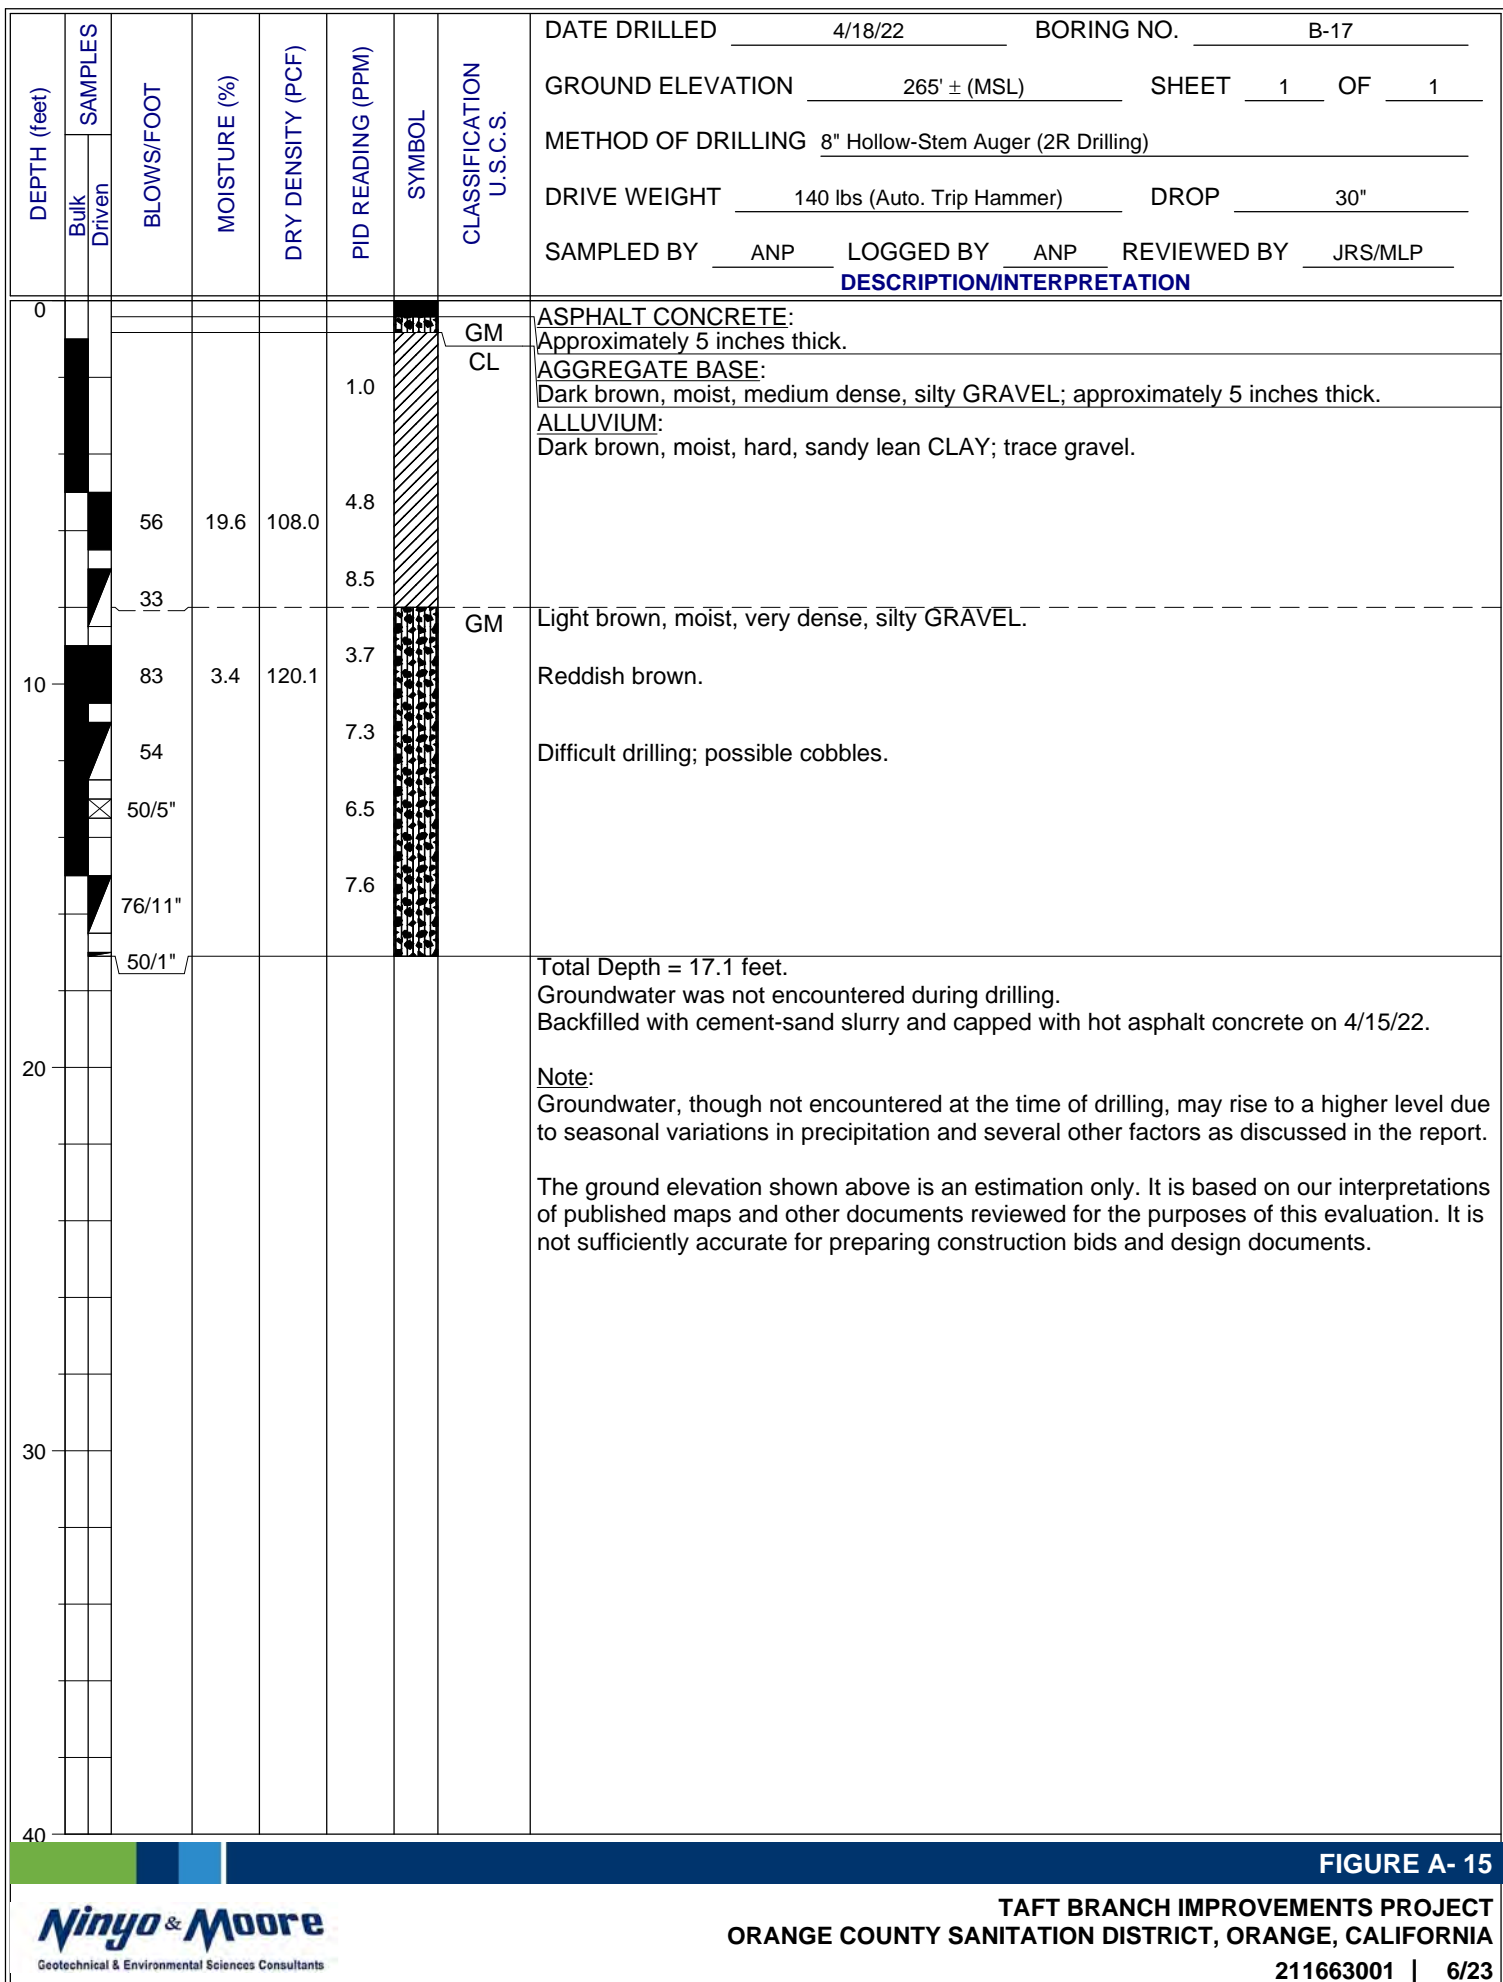 DEPTH (feet)
SAMPLES
Bulk
Driven
BLOWS/FOOT
MOISTURE (%)
DRY DENSITY (PCF)
PID READING (PPM)
SYMBOL
CLASSIFICATION
U.S.C.S.
DATE DRILLED 4/18/22 BORING NO. B-17
GROUND ELEVATION 265' ± (MSL) SHEET 1 OF 1
METHOD OF DRILLING 8" Hollow-Stem Auger (2R Drilling)
DRIVE WEIGHT 140 lbs (Auto. Trip Hammer) DROP 30"
SAMPLED BY ANP LOGGED BY ANP REVIEWED BY JRS/MLP
DESCRIPTION/INTERPRETATION
0
GM
ASPHALT CONCRETE:
Approximately 5 inches thick.
CL
AGGREGATE BASE:
1.0
Dark brown, moist, medium dense, silty GRAVEL; approximately 5 inches thick.
ALLUVIUM:
Dark brown, moist, hard, sandy lean CLAY; trace gravel.
56 19.6 108.0 4.8
33 8.5
GM Light brown, moist, very dense, silty GRAVEL.
10 83 3.4 120.1 3.7 Reddish brown.
54 7.3 Difficult drilling; possible cobbles.
50/5" 6.5
76/11" 7.6
50/1"
Total Depth = 17.1 feet.
Groundwater was not encountered during drilling.
Backfilled with cement-sand slurry and capped with hot asphalt concrete on 4/15/22.
20
Note:
Groundwater, though not encountered at the time of drilling, may rise to a higher level due
to seasonal variations in precipitation and several other factors as discussed in the report.
The ground elevation shown above is an estimation only. It is based on our interpretations
of published maps and other documents reviewed for the purposes of this evaluation. It is
not sufficiently accurate for preparing construction bids and design documents.
30
40
FIGURE A- 15
Ninyo & Moore
Geotechnical & Environmental Sciences Consultants
TAFT BRANCH IMPROVEMENTS PROJECT
ORANGE COUNTY SANITATION DISTRICT, ORANGE, CALIFORNIA
211663001 | 6/23